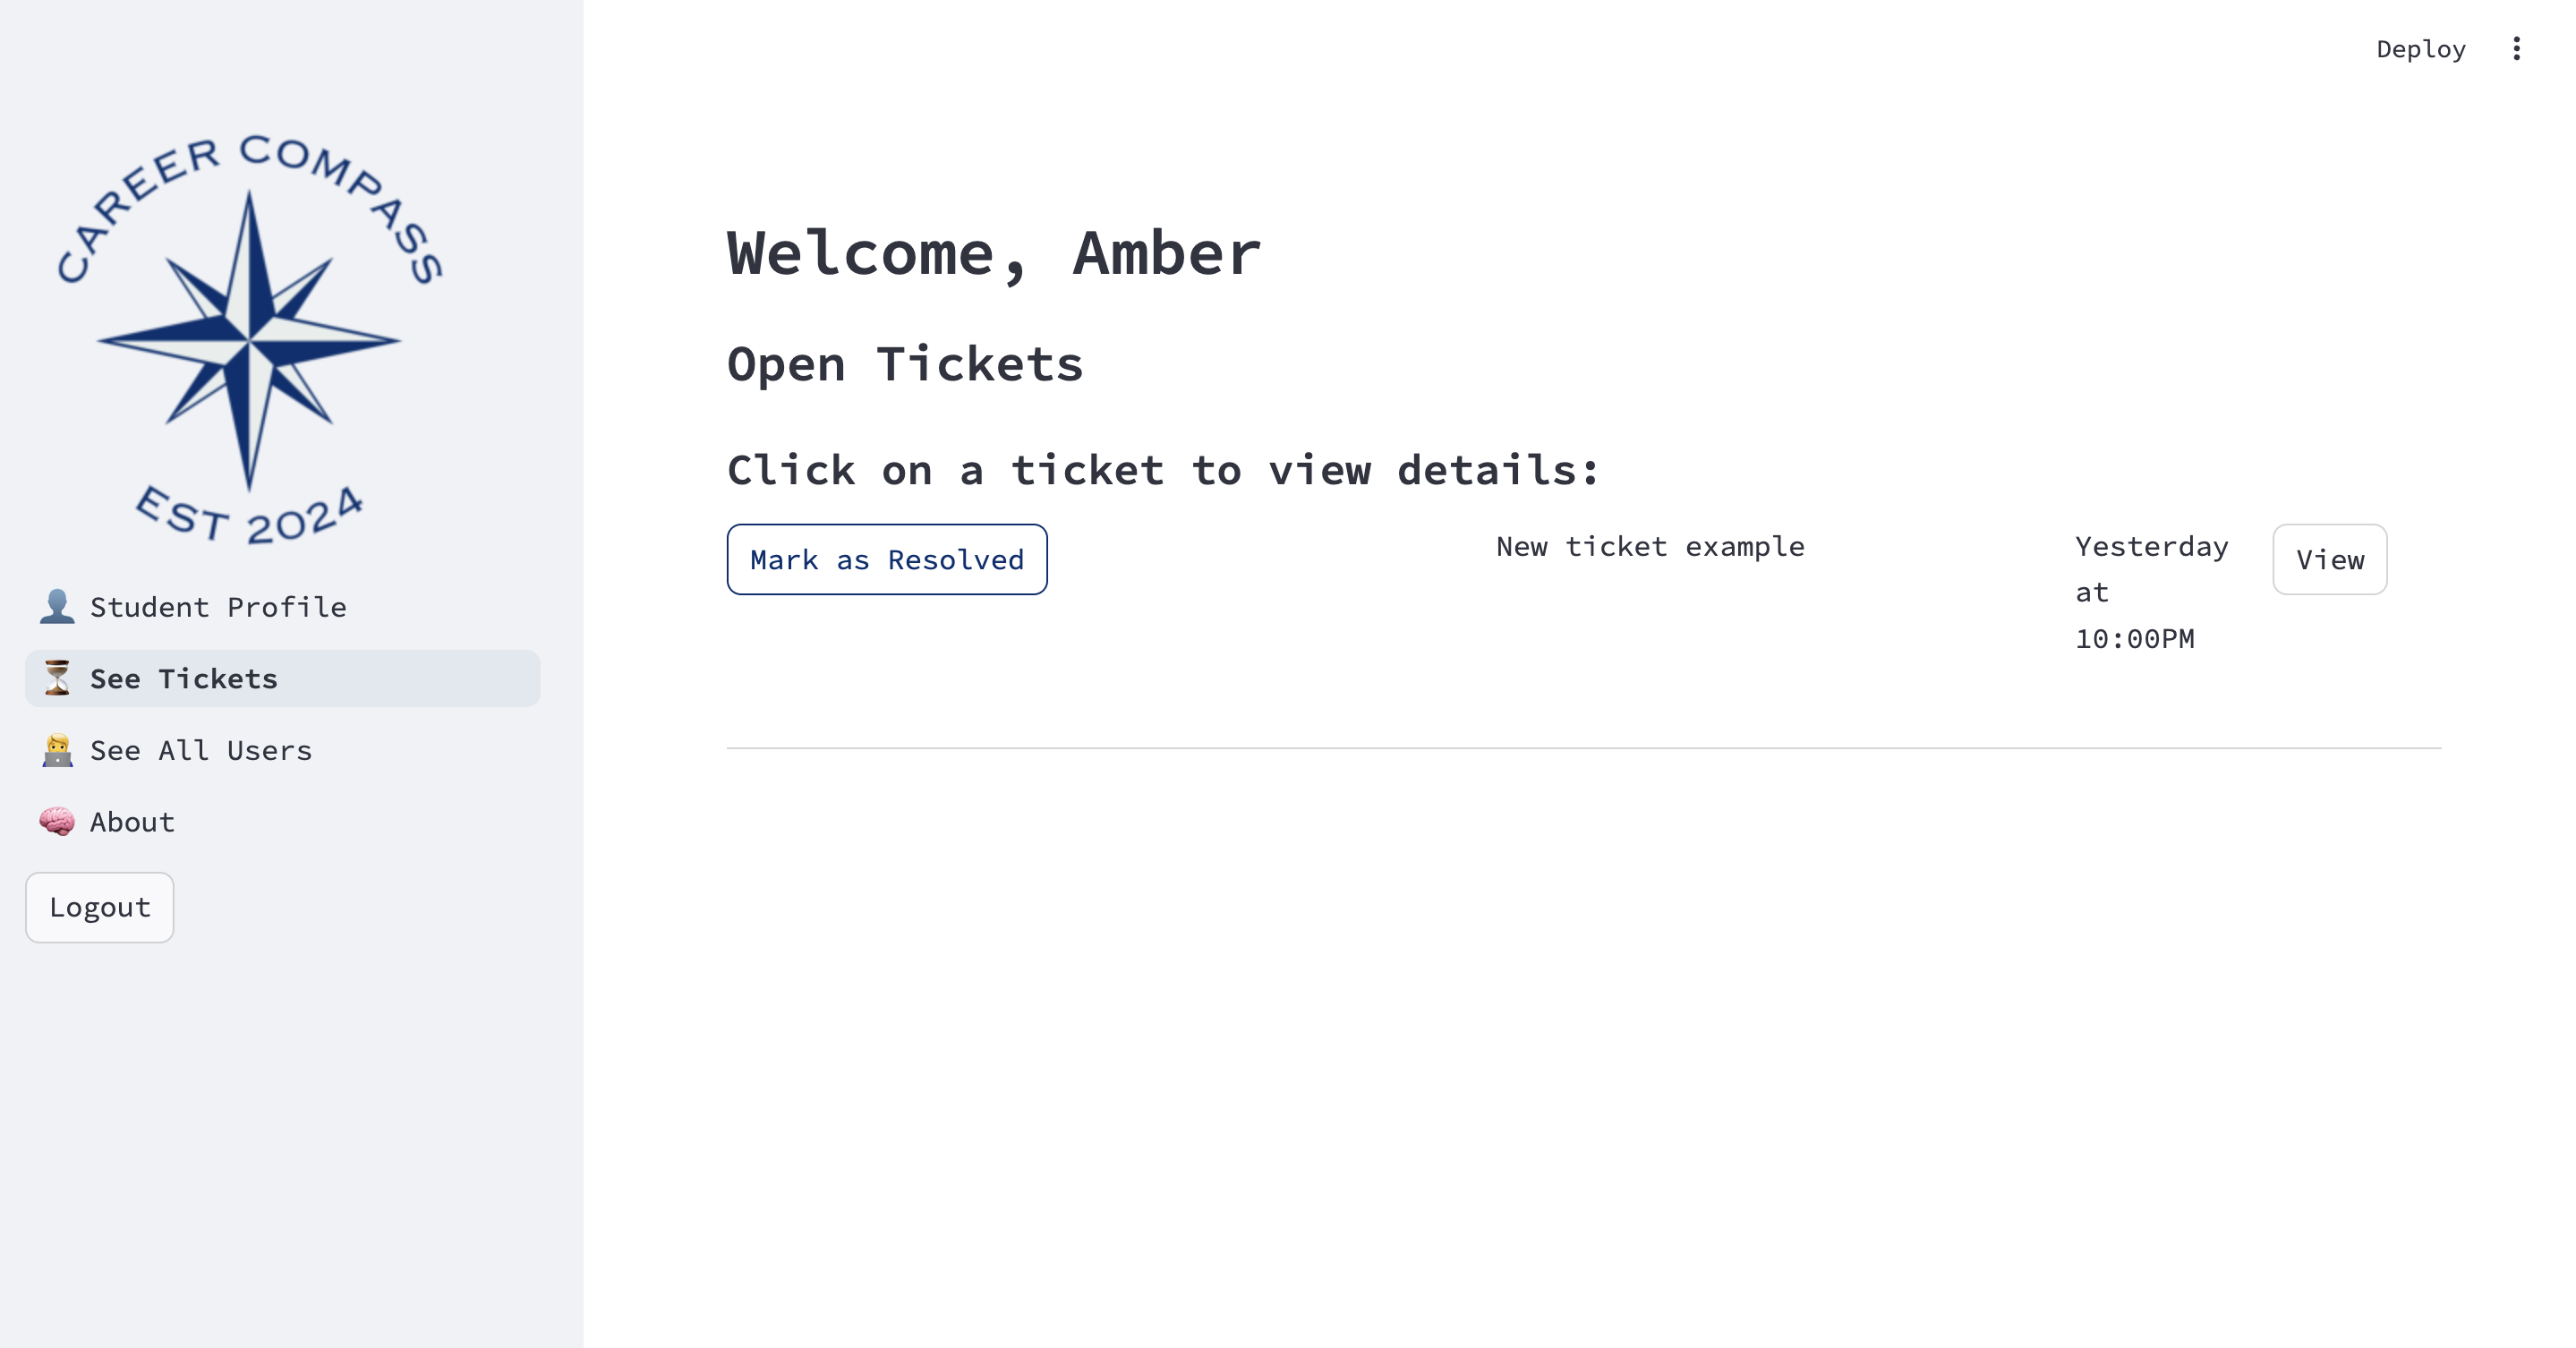 CAREER COMPASS
EST 2024
Student Profile
See Tickets
See All Users
About
Logout
Deploy
Welcome, Amber
Open Tickets
Click on a ticket to view details:
Mark as Resolved
New ticket example
Yesterday
at
10:00PM
View